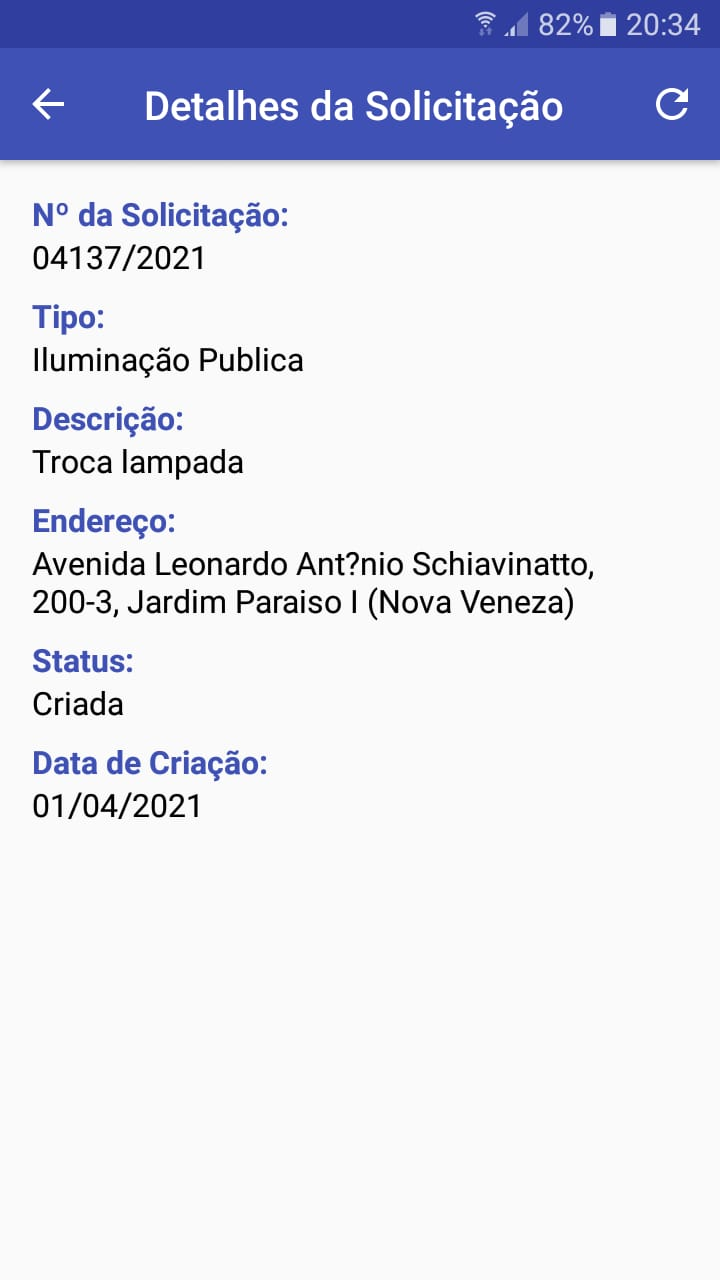 82% 20:34
Detalhes da Solicitação
Nº da Solicitação:
04137/2021
Tipo:
Iluminação Publica
Descrição:
Troca lampada
Endereço:
Avenida Leonardo Ant?nio Schiavinatto,
200-3, Jardim Paraiso I (Nova Veneza)
Status:
Criada
Data de Criação:
01/04/2021